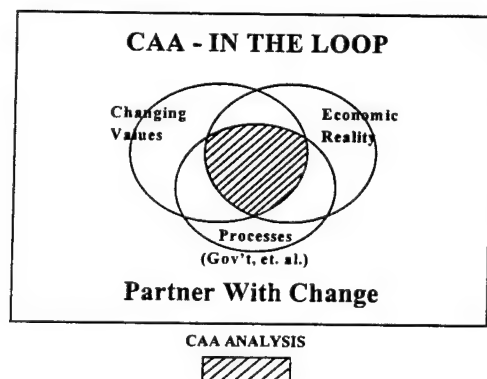 CAA - IN THE LOOP
Changing
Values
Economic
Reality
Processes
(Gov't, et. al.)
Partner With Change
CAA ANALYSIS